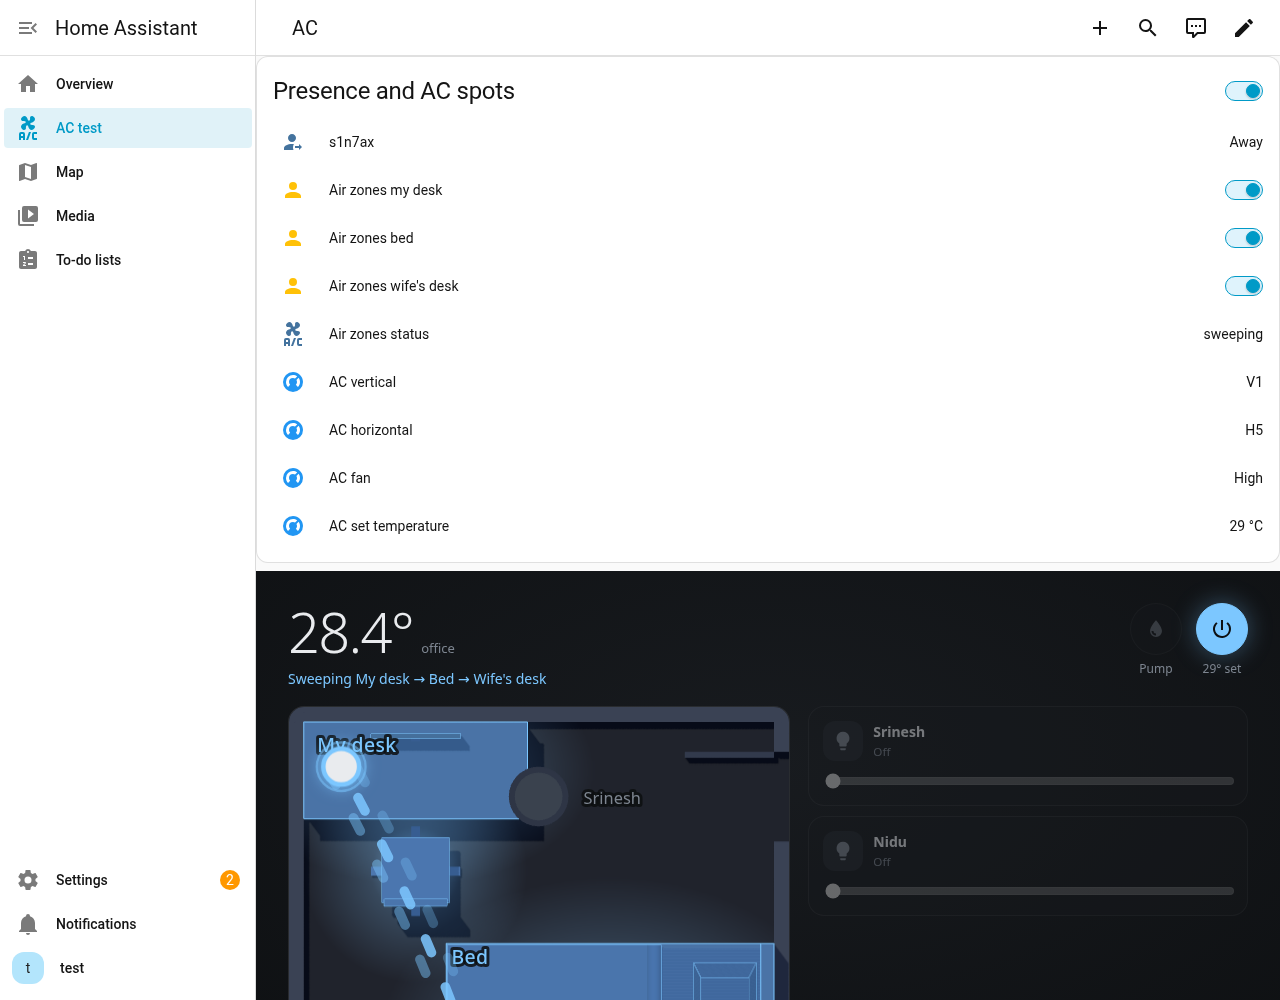 Home Assistant
AC
Overview
AC test
A/C
Map
Media
To-do lists
Settings
2
Notifications
t
test
Presence and AC spots
s1n7ax
Away
Air zones my desk
Air zones bed
Air zones wife's desk
A/C
Air zones status
sweeping
AC vertical
V1
AC horizontal
H5
AC fan
High
AC set temperature
29 °C
28.4° office
Sweeping My desk → Bed → Wife's desk
Pump
29° set
My desk
Srinesh
Bed
Srinesh
Off
Nidu
Off